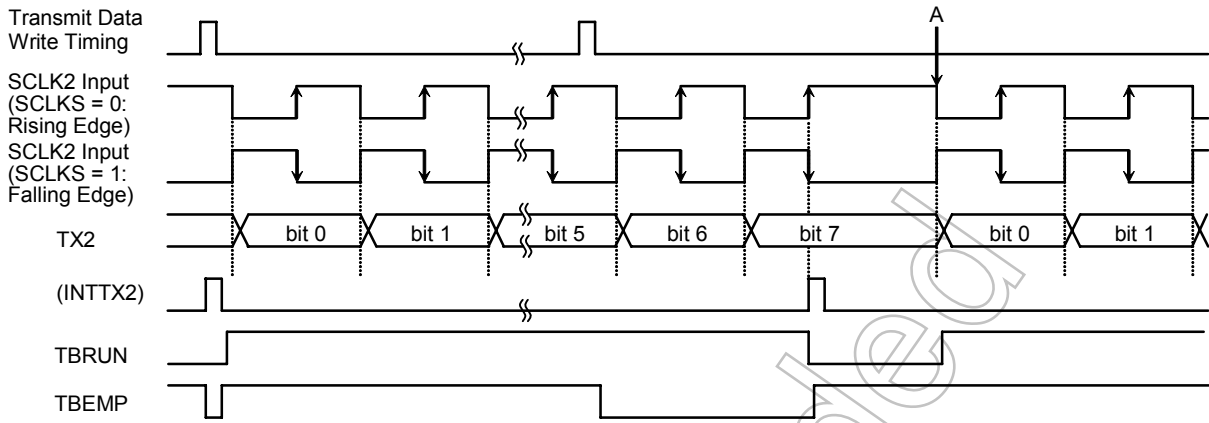 Transmit Data
Write Timing
A
SCLK2 Input
(SCLKS = 0:
Rising Edge)
SCLK2 Input
(SCLKS = 1:
Falling Edge)
TX2
bit 0
bit 1
bit 5
bit 6
bit 7
bit 0
bit 1
(INTTX2)
TBRUN
TBEMP
ded